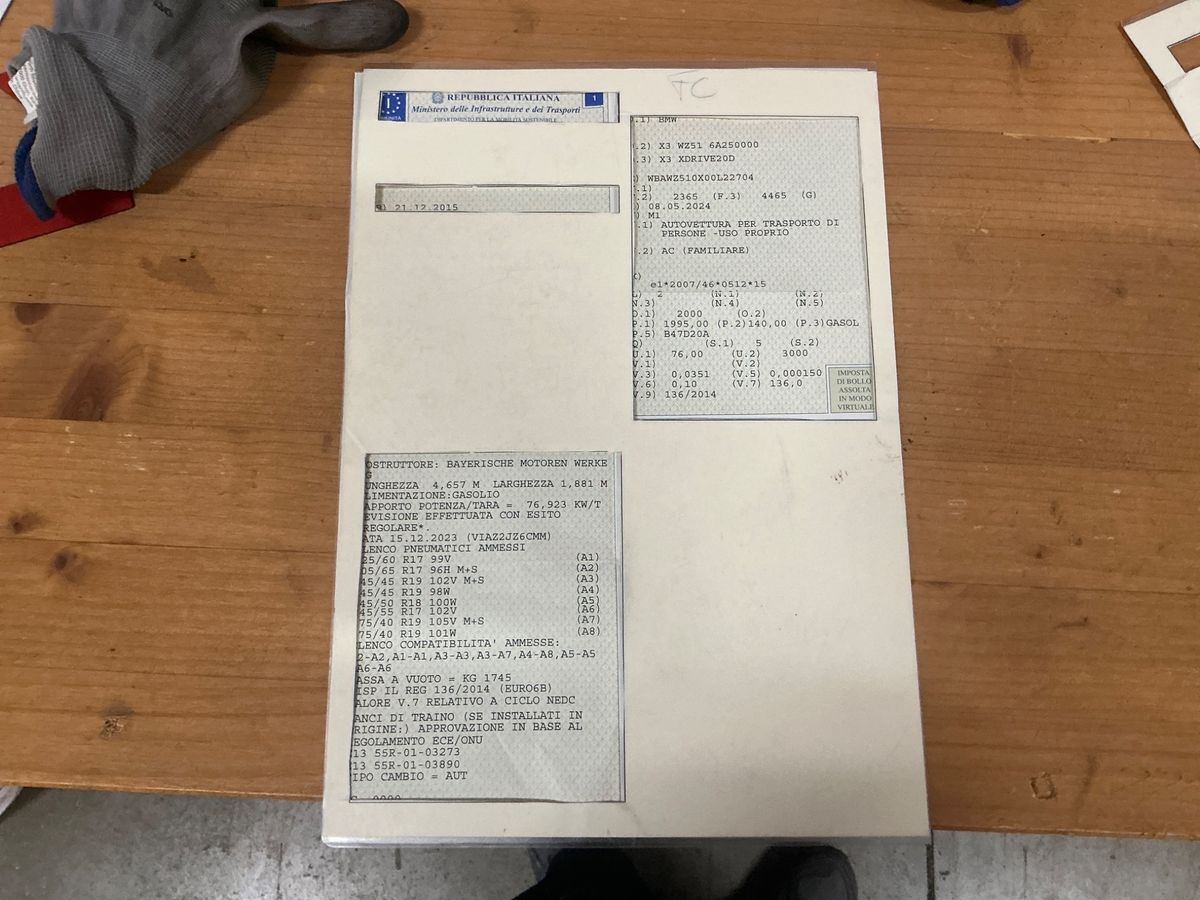 FC
REPUBBLICA ITALIANA
1
I
Ministero delle Infrastrutture e dei Trasporti
DIPARTIMENTO PER LA MOBILITÀ SOSTENIBILE
21.12.2015
.1) BMW
.2) X3 WZ51 6A250000
.3) X3 XDRIVE20D
) WBAWZ510X00L22704
.1)
.2) 2365 (F.3) 4465 (G)
) 08.05.2024
) M1
.1) AUTOVETTURA PER TRASPORTO DI
PERSONE -USO PROPRIO
.2) AC (FAMILIARE)
K)
e1*2007/46*0512*15
L) 2 (N.1) (N.2)
N.3) (N.4) (N.5)
O.1) 2000 (O.2)
P.1) 1995,00 (P.2)140,00 (P.3)GASOL
P.5) B47D20A
Q) (S.1) 5 (S.2)
U.1) 76,00 (U.2) 3000
V.1) (V.2)
V.3) 0,0351 (V.5) 0,000150
V.6) 0,10 (V.7) 136,0
V.9) 136/2014
IMPOSTA
DI BOLLO
ASSOLTA
IN MODO
VIRTUALE
OSTRUTTORE: BAYERISCHE MOTOREN WERKE
G
UNGHEZZA 4,657 M LARGHEZZA 1,881 M
LIMENTAZIONE:GASOLIO
APPORTO POTENZA/TARA = 76,923 KW/T
EVISIONE EFFETTUATA CON ESITO
REGOLARE*.
ATA 15.12.2023 (VIAZ2JZ6CMM)
LENCO PNEUMATICI AMMESSI
25/60 R17 99V (A1)
05/65 R17 96H M+S (A2)
45/45 R19 102V M+S (A3)
45/45 R19 98W (A4)
45/50 R18 100W (A5)
45/55 R17 102V (A6)
75/40 R19 105V M+S (A7)
75/40 R19 101W (A8)
LENCO COMPATIBILITA' AMMESSE:
2-A2,A1-A1,A3-A3,A3-A7,A4-A8,A5-A5
A6-A6
ASSA A VUOTO = KG 1745
ISP IL REG 136/2014 (EURO6B)
ALORE V.7 RELATIVO A CICLO NEDC
ANCI DI TRAINO (SE INSTALLATI IN
RIGINE:) APPROVAZIONE IN BASE AL
EGOLAMENTO ECE/ONU
13 55R-01-03273
13 55R-01-03890
IPO CAMBIO = AUT